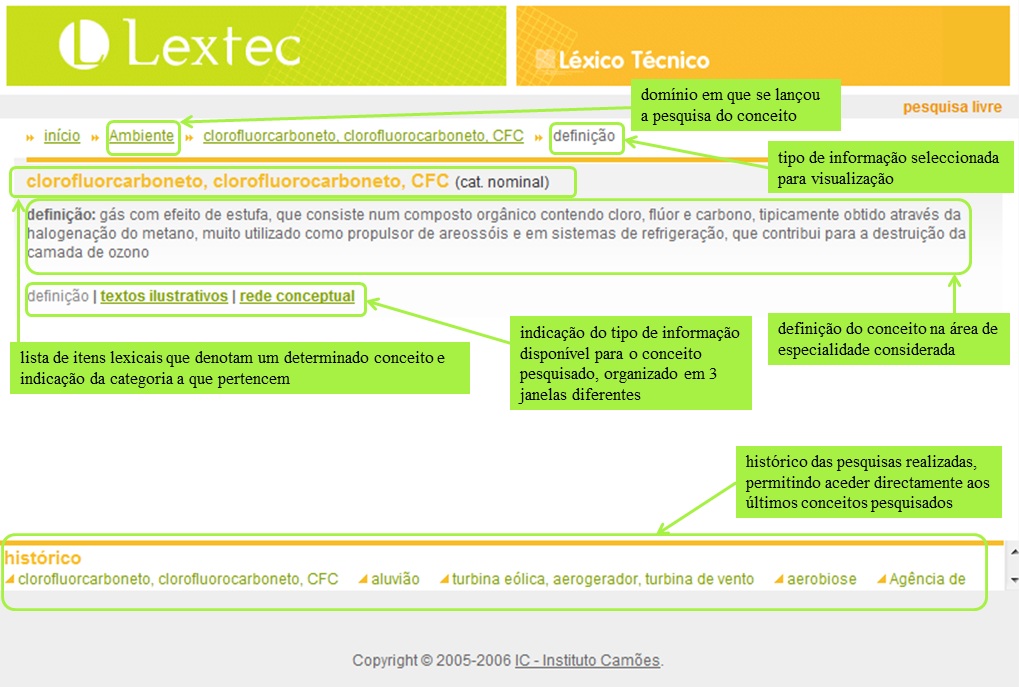 Lextec
Léxico Técnico
domínio em que se lançou
a pesquisa do conceito
pesquisa livre
início Ambiente clorofluorcarboneto, clorofluorocarboneto, CFC definição
tipo de informação seleccionada
para visualização
clorofluorcarboneto, clorofluorocarboneto, CFC (cat. nominal)
definição: gás com efeito de estufa, que consiste num composto orgânico contendo cloro, flúor e carbono, tipicamente obtido através da
halogenação do metano, muito utilizado como propulsor de areossóis e em sistemas de refrigeração, que contribui para a destruição da
camada de ozono
definição | textos ilustrativos | rede conceptual
definição do conceito na área de
especialidade considerada
indicação do tipo de informação
disponível para o conceito
pesquisado, organizado em 3
janelas diferentes
lista de itens lexicais que denotam um determinado conceito e
indicação da categoria a que pertencem
histórico das pesquisas realizadas,
permitindo aceder directamente aos
últimos conceitos pesquisados
histórico
clorofluorcarboneto, clorofluorocarboneto, CFC aluvião turbina eólica, aerogerador, turbina de vento aerobiose Agência de
Copyright © 2005-2006 IC - Instituto Camões.